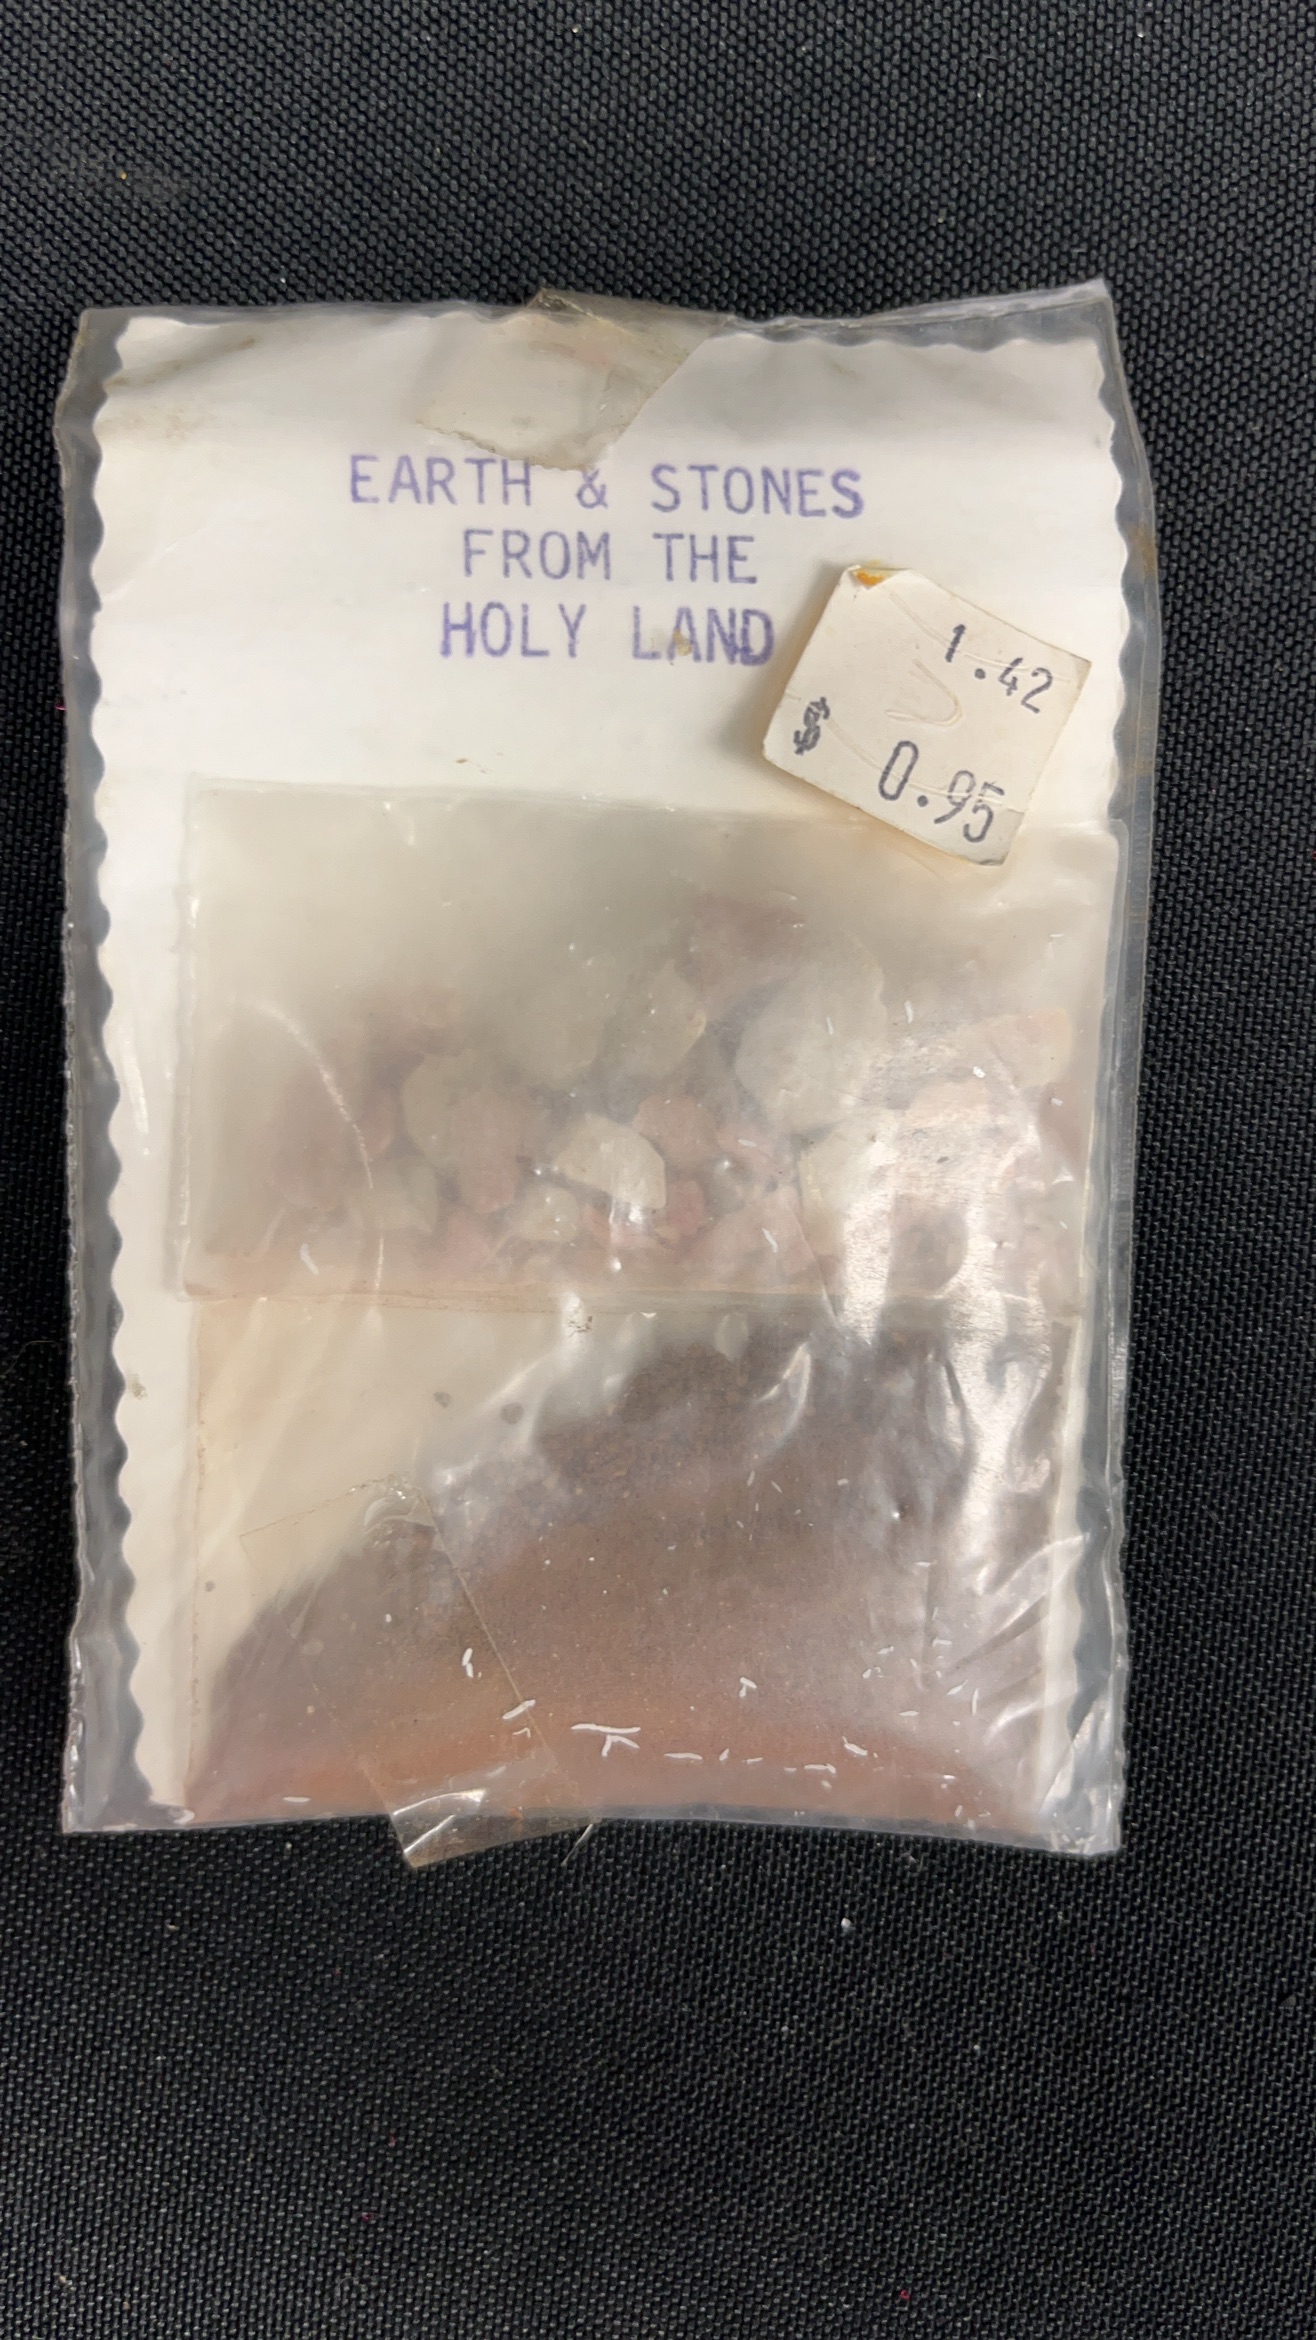 EARTH & STONES
FROM THE
HOLY LAND
1.42
$ 0.95